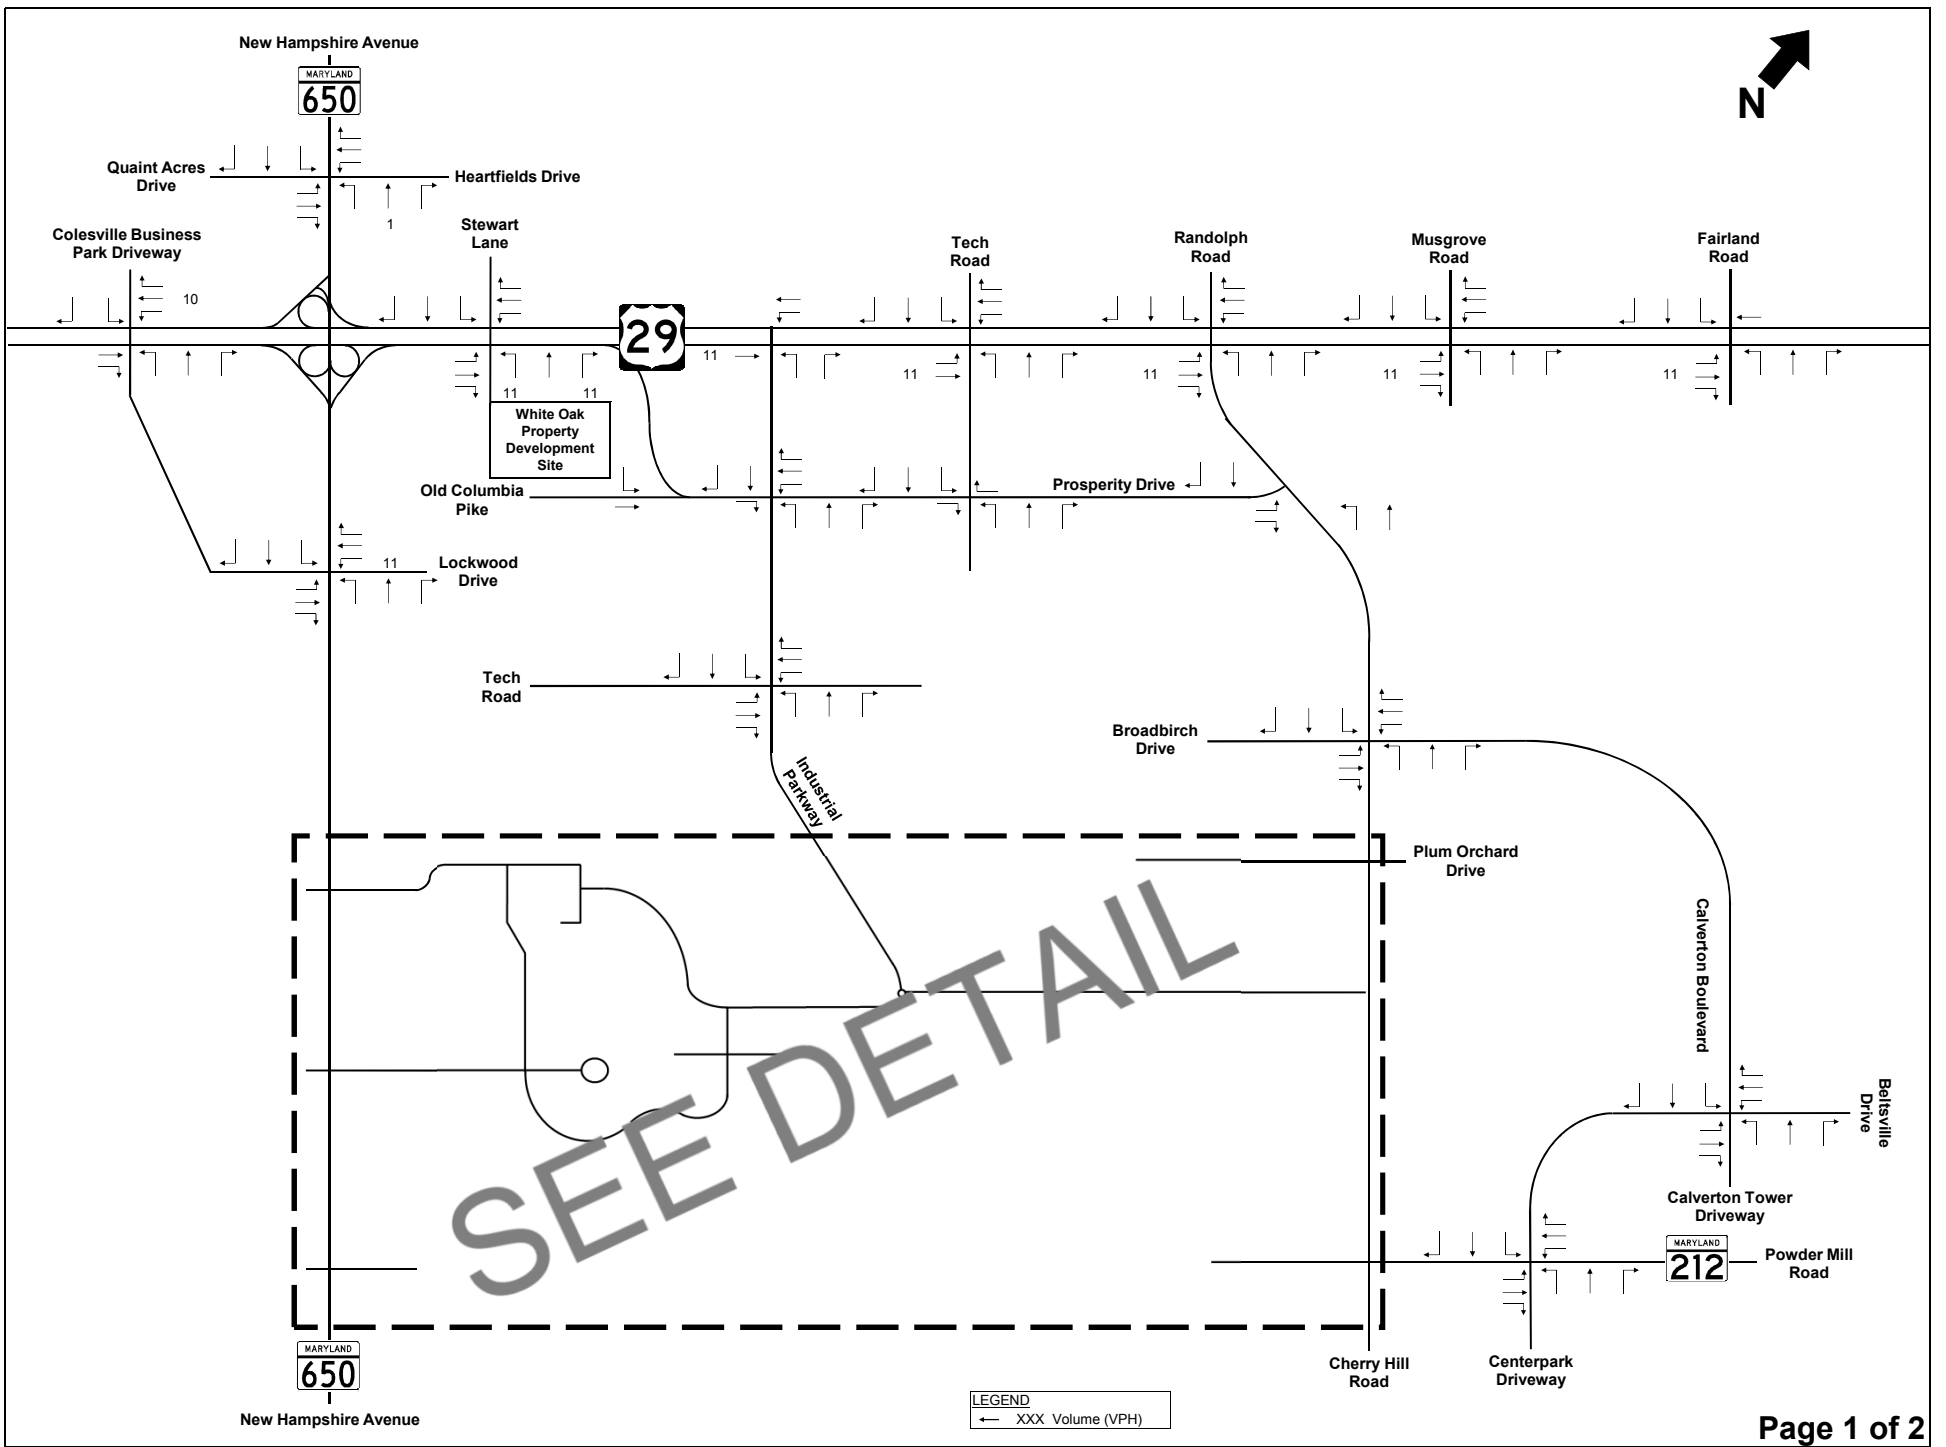 New Hampshire Avenue
MARYLAND
650
N
Quaint Acres
Drive
Heartfields Drive
1
Colesville Business
Park Driveway
Stewart
Lane
Tech
Road
Randolph
Road
Musgrove
Road
Fairland
Road
10
29
11
11
11
11
11
11
11
White Oak
Property
Development
Site
Old Columbia
Pike
Prosperity Drive
11
Lockwood
Drive
Tech
Road
Broadbirch
Drive
Industrial
Parkway
Plum Orchard
Drive
Calverton Boulevard
SEE DETAIL
Beltsville
Drive
Calverton Tower
Driveway
MARYLAND
212
Powder Mill
Road
MARYLAND
650
New Hampshire Avenue
Cherry Hill
Road
Centerpark
Driveway
LEGEND
XXX Volume (VPH)
Page 1 of 2